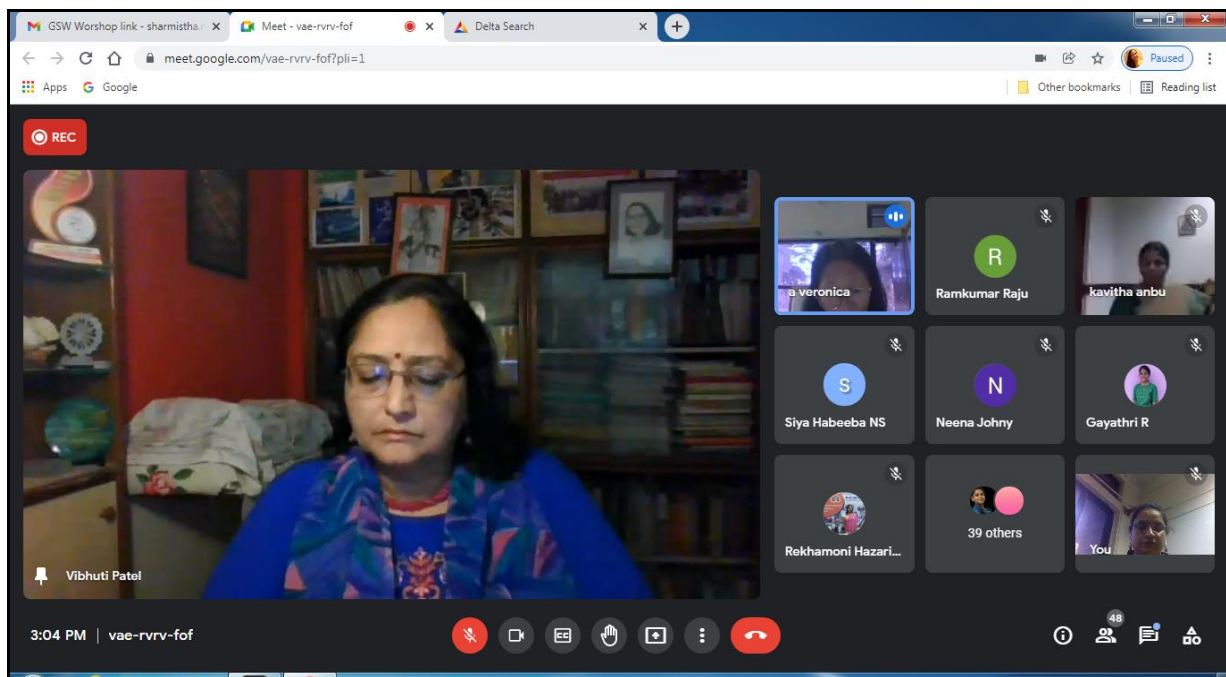 GSW Worshop link - sharmistha.r
Meet - vae-rvrv-fof
Delta Search
meet.google.com/vae-rvrv-fof?pli=1
Paused
Apps
Google
Other bookmarks
Reading list
REC
a veronica
R
Ramkumar Raju
kavitha anbu
S
Siya Habeeba NS
N
Neena Johny
Gayathri R
Rekhamoni Hazari...
39 others
You
Vibhuti Patel
3:04 PM | vae-rvrv-fof
CC
48